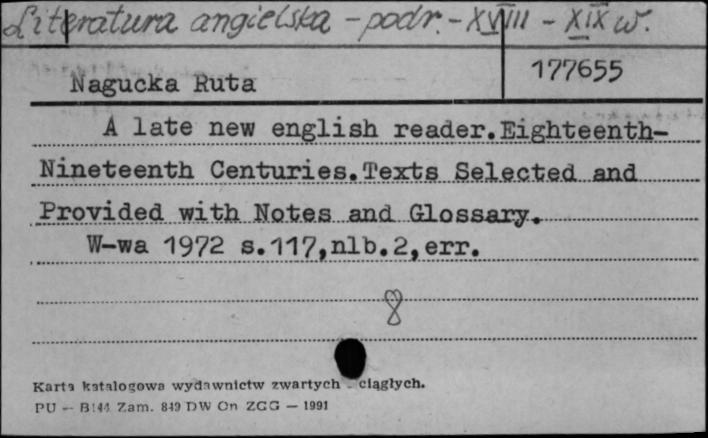 Literatura angielska - podr. - XVIII - XIX w.
Nagucka Ruta
177655
A late new english reader.Eighteenth-
Nineteenth Centuries.Texts Selected and
Provided with Notes and Glossary.
W-wa 1972 s.117,nlb.2,err.
8
Karta katalogowa wydawnictw zwartych - ciągłych.
PU - B144 Zam. 849 DW Cn ZGG - 1991